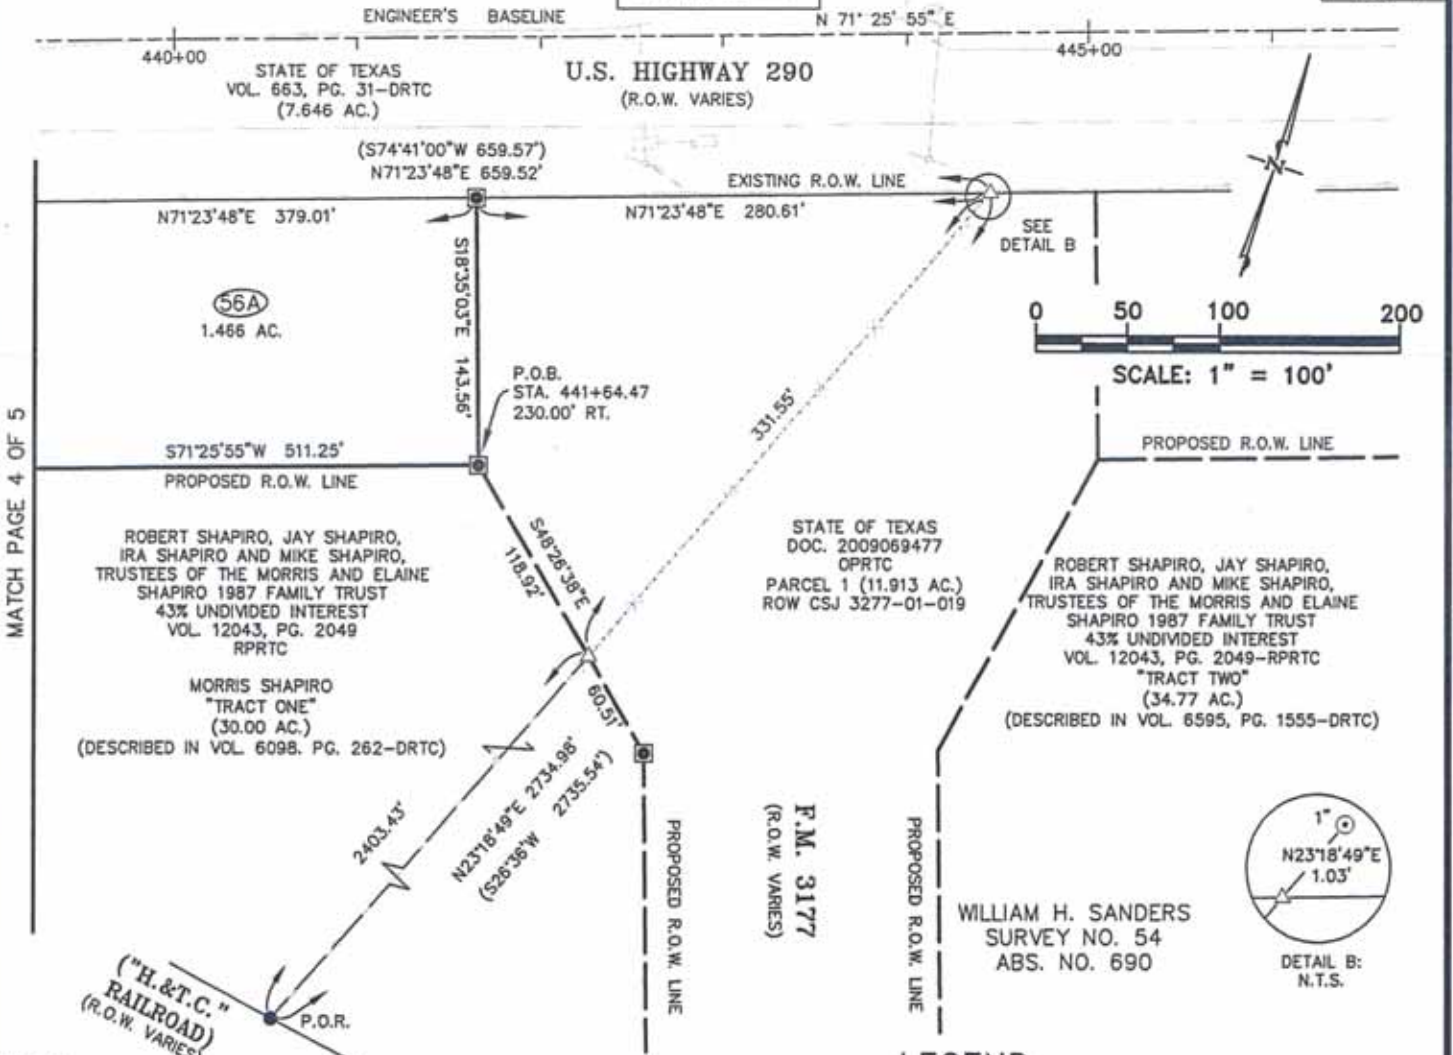 ENGINEER'S BASELINE
N 71° 25' 55" E
440+00
445+00
STATE OF TEXAS
VOL. 663, PG. 31-DRTC
(7.646 AC.)
U.S. HIGHWAY 290
(R.O.W. VARIES)
(S74°41'00"W 659.57')
N71°23'48"E 659.52'
EXISTING R.O.W. LINE
N71°23'48"E 379.01'
N71°23'48"E 280.61'
SEE
DETAIL B
N
S18°35'03"E 143.56'
56A
1.466 AC.
0 50 100 200
SCALE: 1" = 100'
P.O.B.
STA. 441+64.47
230.00' RT.
331.55'
MATCH PAGE 4 OF 5
S71°25'55"W 511.25'
PROPOSED R.O.W. LINE
PROPOSED R.O.W. LINE
S48°26'38"E
118.92'
ROBERT SHAPIRO, JAY SHAPIRO,
IRA SHAPIRO AND MIKE SHAPIRO,
TRUSTEES OF THE MORRIS AND ELAINE
SHAPIRO 1987 FAMILY TRUST
43% UNDIVIDED INTEREST
VOL. 12043, PG. 2049
RPRTC
MORRIS SHAPIRO
"TRACT ONE"
(30.00 AC.)
(DESCRIBED IN VOL. 6098. PG. 262-DRTC)
STATE OF TEXAS
DOC. 2009069477
OPRTC
PARCEL 1 (11.913 AC.)
ROW CSJ 3277-01-019
ROBERT SHAPIRO, JAY SHAPIRO,
IRA SHAPIRO AND MIKE SHAPIRO,
TRUSTEES OF THE MORRIS AND ELAINE
SHAPIRO 1987 FAMILY TRUST
43% UNDIVIDED INTEREST
VOL. 12043, PG. 2049-RPRTC
"TRACT TWO"
(34.77 AC.)
(DESCRIBED IN VOL. 6595, PG. 1555-DRTC)
60.51'
2403.43'
N23°18'49"E 2734.98'
(S26°36'W 2735.54')
PROPOSED R.O.W. LINE
F.M. 3177
(R.O.W. VARIES)
PROPOSED R.O.W. LINE
WILLIAM H. SANDERS
SURVEY NO. 54
ABS. NO. 690
1"
N23°18'49"E
1.03'
DETAIL B:
N.T.S.
("H.&T.C."
RAILROAD)
(R.O.W. VARIES)
P.O.R.
LEGEND